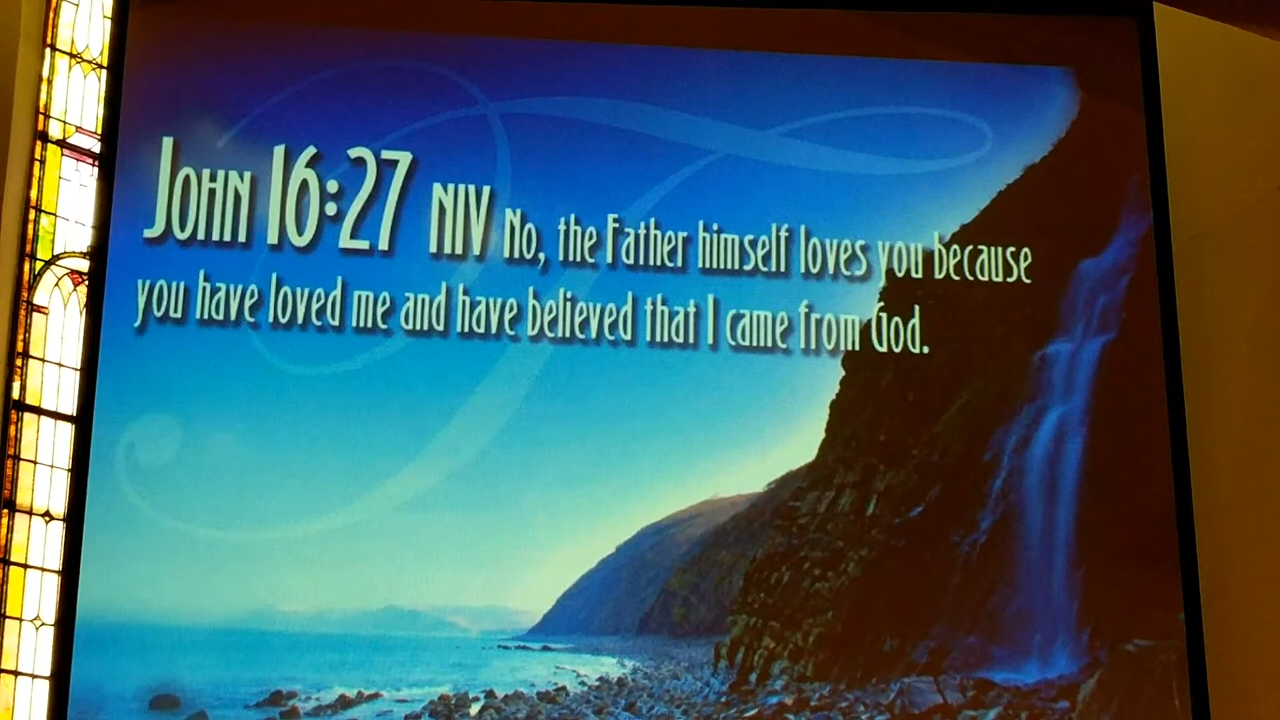 John 16:27 NIV No, the Father himself loves you because
you have loved me and have believed that I came from God.